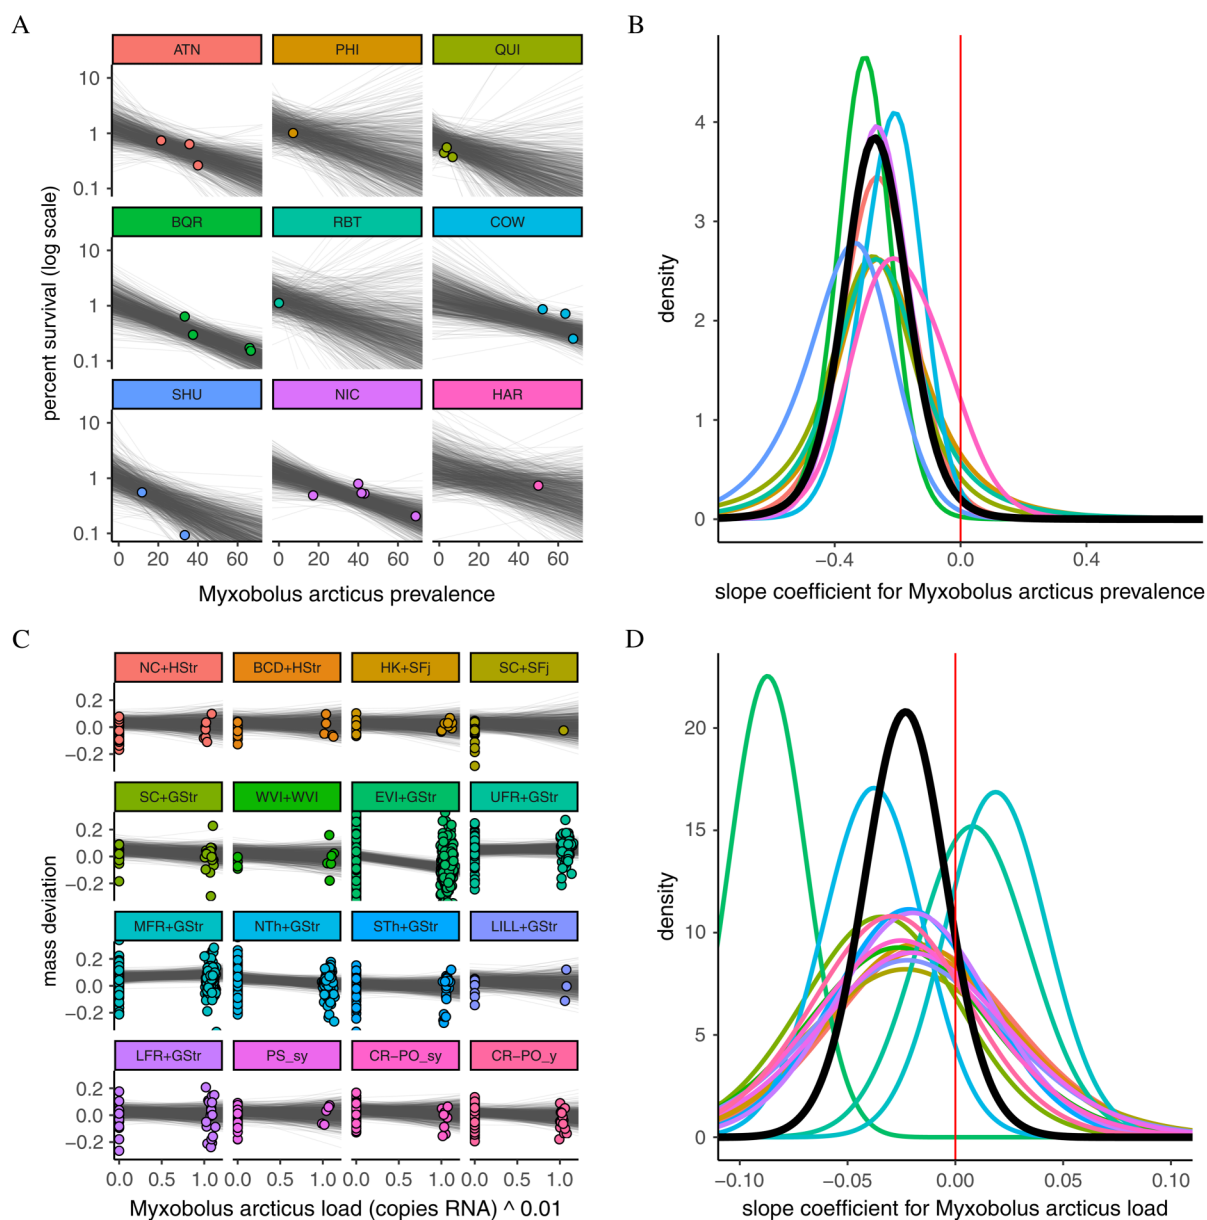 A
B
ATN PHI QUI
10
1
0.1
BQR RBT COW
10
1
0.1
SHU NIC HAR
10
1
0.1
0 20 40 60 0 20 40 60 0 20 40 60
percent survival (log scale)
Myxobolus arcticus prevalence
density
4
3
2
1
0
−0.4 0.0 0.4
slope coefficient for Myxobolus arcticus prevalence
C
D
NC+HStr BCD+HStr HK+SFj SC+SFj
0.2
0.0
−0.2
SC+GStr WVI+WVI EVI+GStr UFR+GStr
0.2
0.0
−0.2
MFR+GStr NTh+GStr STh+GStr LILL+GStr
0.2
0.0
−0.2
LFR+GStr PS_sy CR−PO_sy CR−PO_y
0.2
0.0
−0.2
0.0 0.5 1.0 0.0 0.5 1.0 0.0 0.5 1.0 0.0 0.5 1.0
mass deviation
Myxobolus arcticus load (copies RNA) ^ 0.01
density
20
15
10
5
0
−0.10 −0.05 0.00 0.05 0.10
slope coefficient for Myxobolus arcticus load